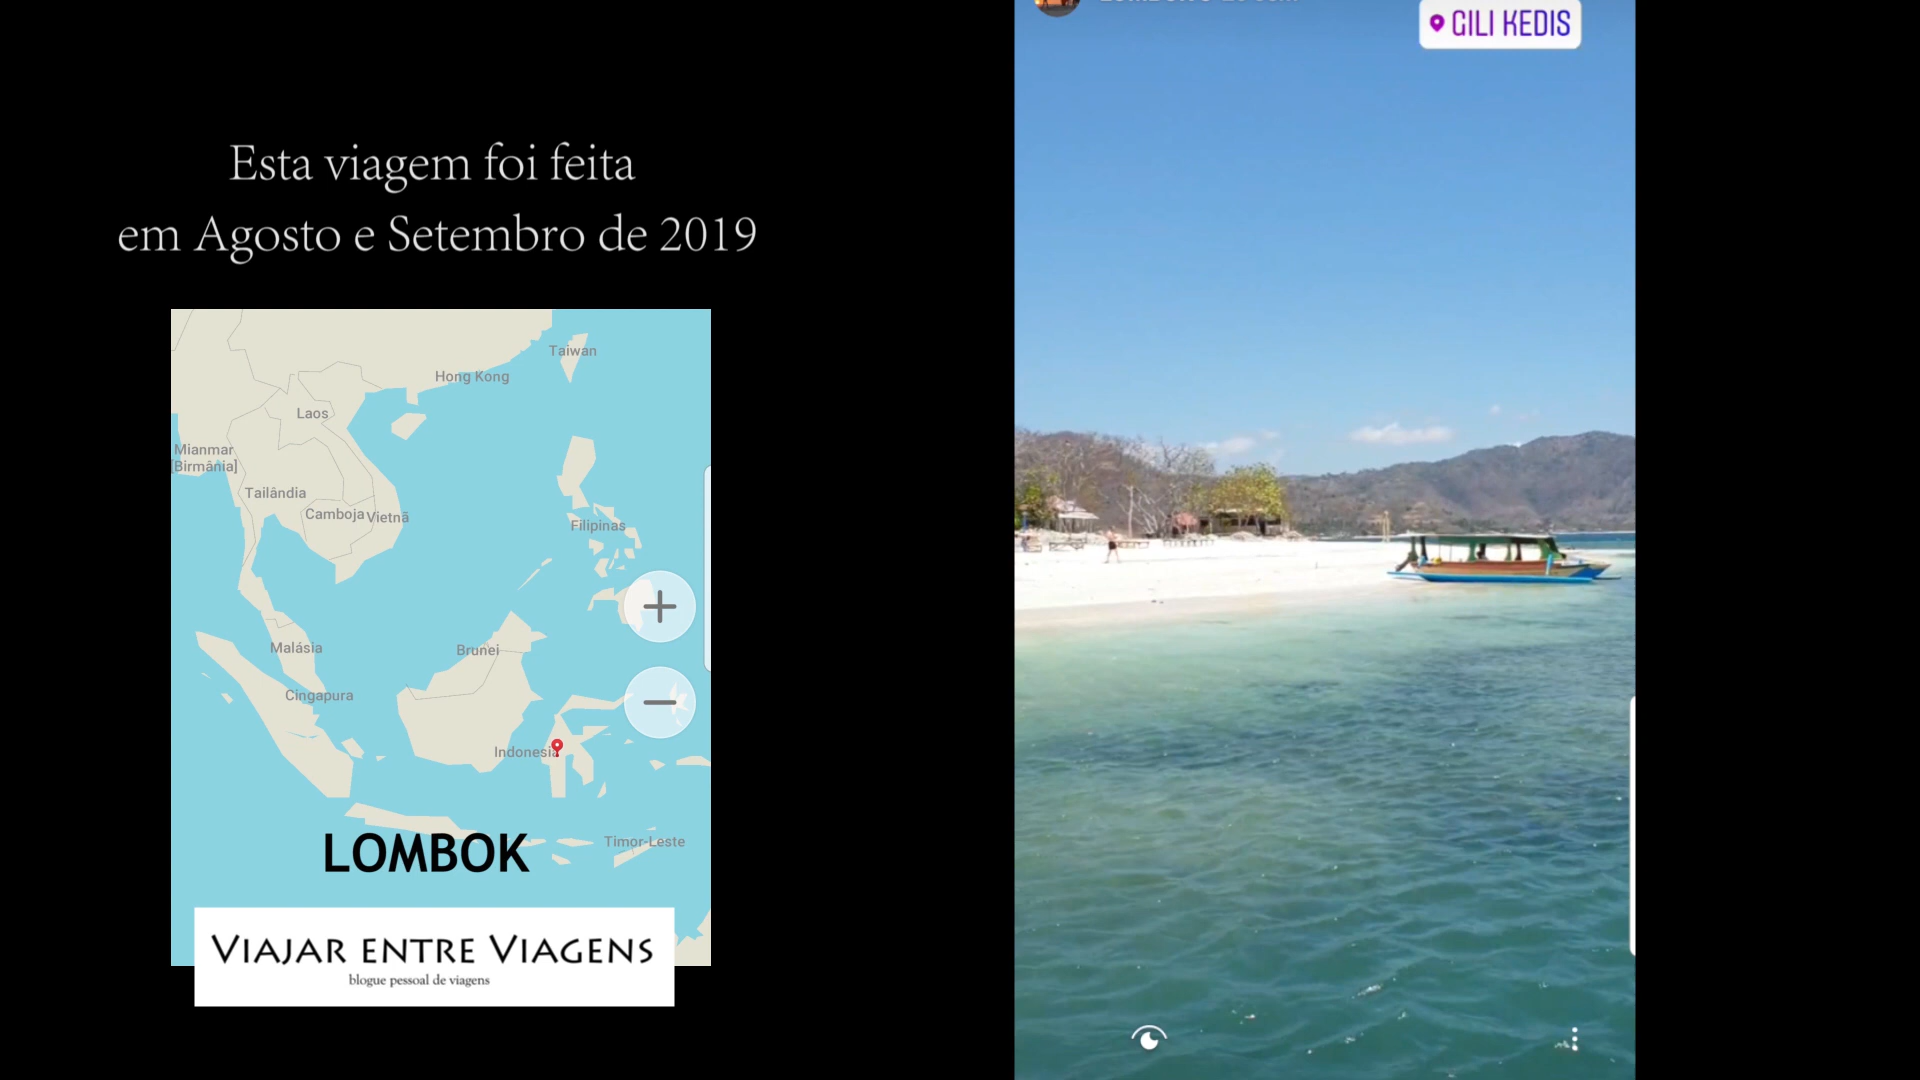 Esta viagem foi feita
em Agosto e Setembro de 2019
Taiwan
Hong Kong
Laos
Mianmar
[Birmânia]
Tailândia
Camboja
Vietnã
Filipinas
Malásia
Brunei
Cingapura
Indonesia
Timor-Leste
LOMBOK
VIAJAR ENTRE VIAGENS
blogue pessoal de viagens
GILI KEDIS